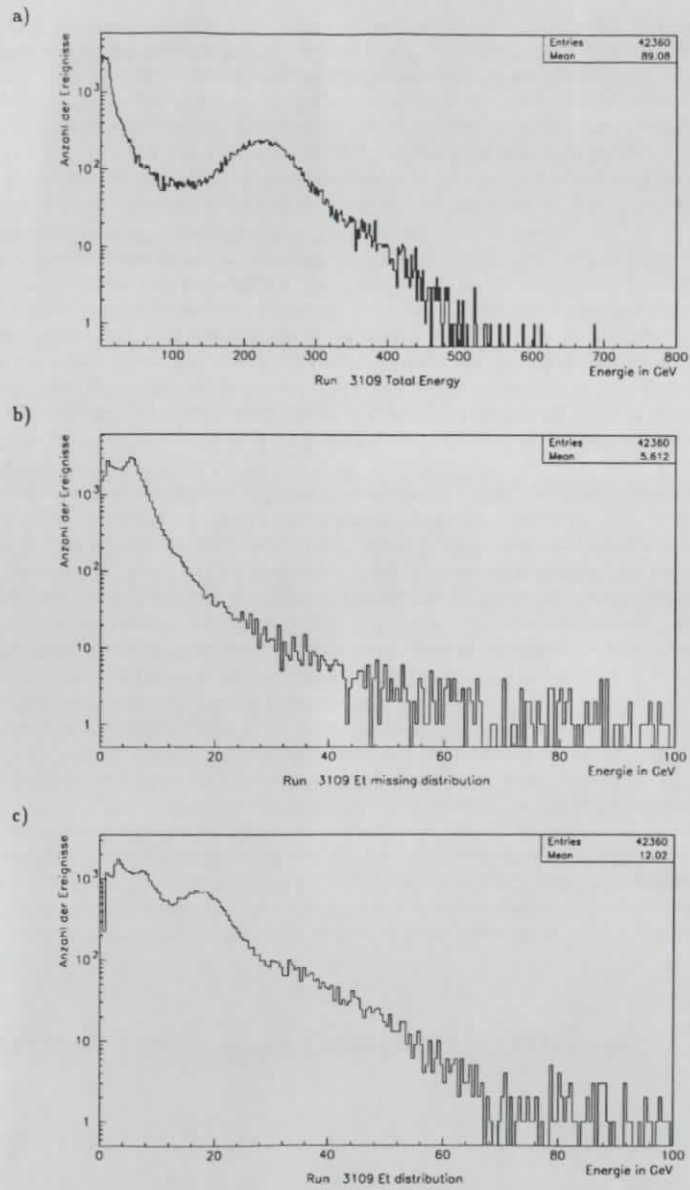 a)
Entries 42360
Mean 89.08
Anzahl der Ereignisse
10³
10²
10
1
100 200 300 400 500 600 700 800
Energie in GeV
Run 3109 Total Energy
b)
Entries 42360
Mean 5.612
Anzahl der Ereignisse
10³
10²
10
1
0 20 40 60 80 100
Energie in GeV
Run 3109 Et missing distribution
c)
Entries 42360
Mean 12.02
Anzahl der Ereignisse
10³
10²
10
1
0 20 40 60 80 100
Energie in GeV
Run 3109 Et distribution